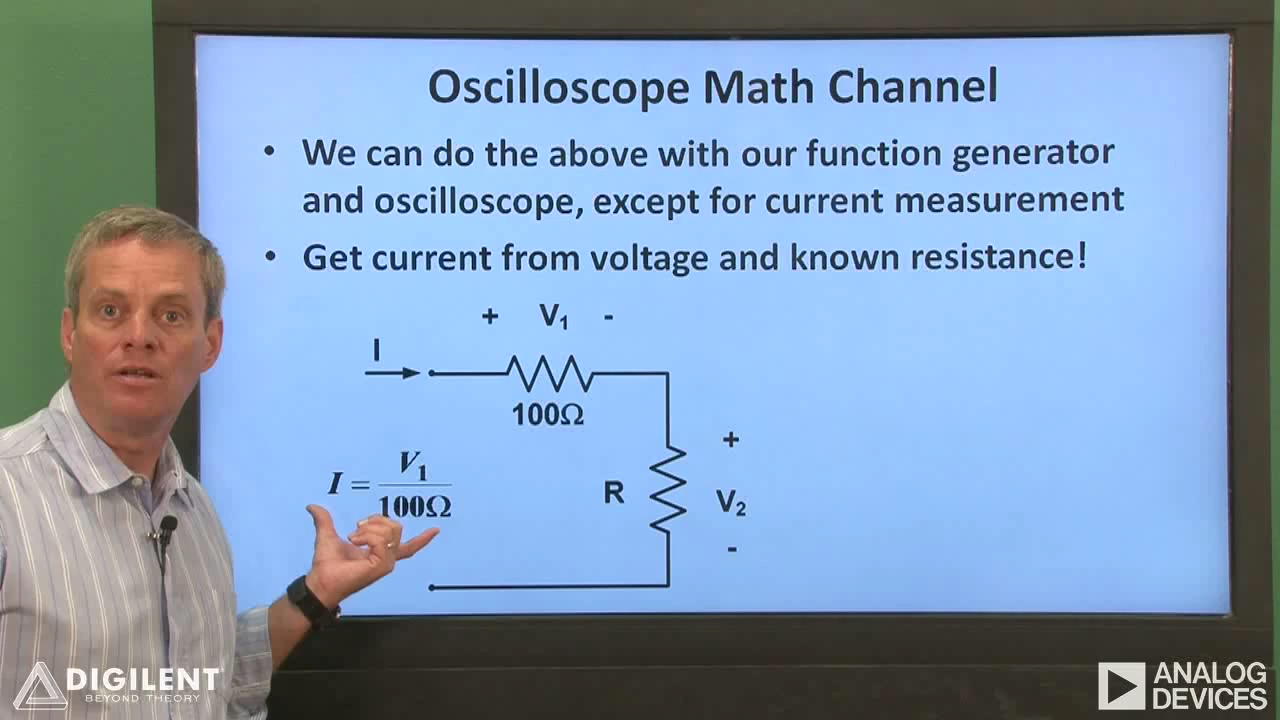 Oscilloscope Math Channel
• We can do the above with our function generator
and oscilloscope, except for current measurement
• Get current from voltage and known resistance!
+ V₁ -
I
100Ω
I = V₁ / 100Ω
R
+
V₂
-
DIGILENT
BEYOND THEORY
ANALOG
DEVICES